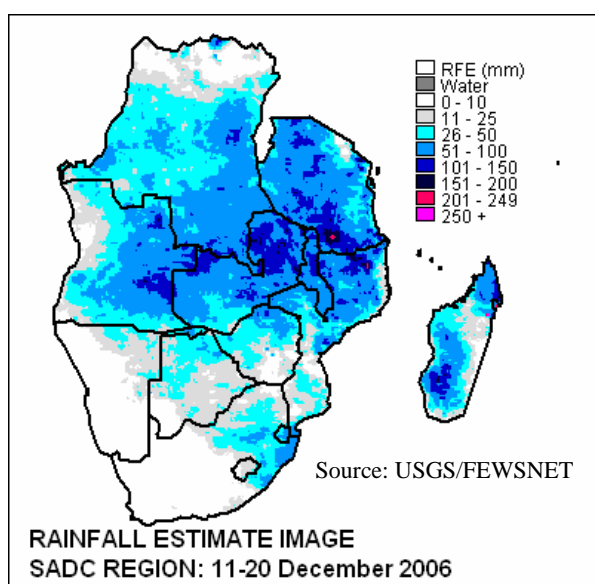 RFE (mm)
Water
0 - 10
11 - 25
26 - 50
51 - 100
101 - 150
151 - 200
201 - 249
250 +
Source: USGS/FEWSNET
RAINFALL ESTIMATE IMAGE
SADC REGION: 11-20 December 2006